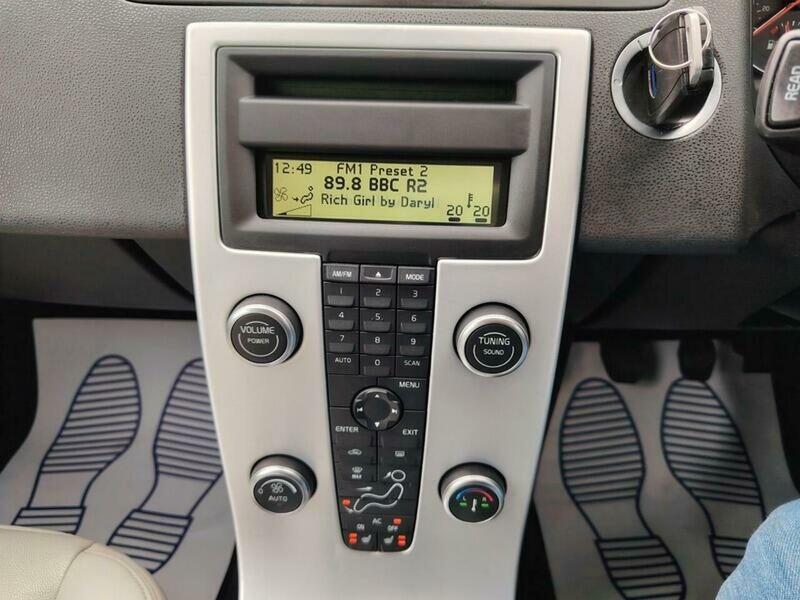 12:49 FM1 Preset 2
89.8 BBC R2
Rich Girl by Daryl
20 20
READ
AM/FM MODE
1 2 3
4 5 6
7 8 9
AUTO 0 SCAN
MENU
ENTER EXIT
VOLUME
POWER
TUNING
SOUND
0 AUTO
AC
ON OFF